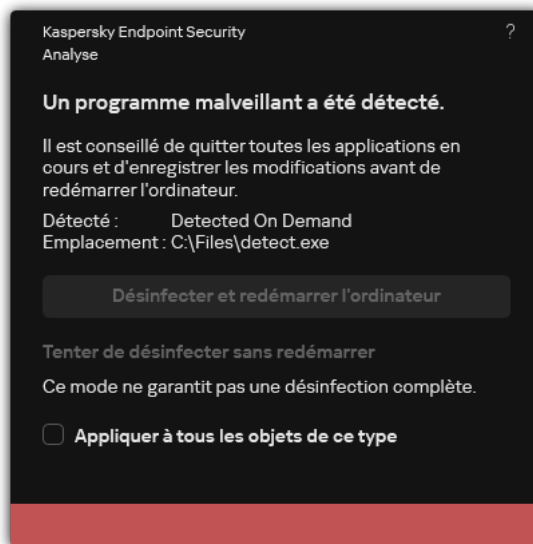 Kaspersky Endpoint Security
?
Analyse
Un programme malveillant a été détecté.
Il est conseillé de quitter toutes les applications en
cours et d'enregistrer les modifications avant de
redémarrer l'ordinateur.
Détecté : Detected On Demand
Emplacement : C:\Files\detect.exe
Désinfecter et redémarrer l'ordinateur
Tenter de désinfecter sans redémarrer
Ce mode ne garantit pas une désinfection complète.
Appliquer à tous les objets de ce type